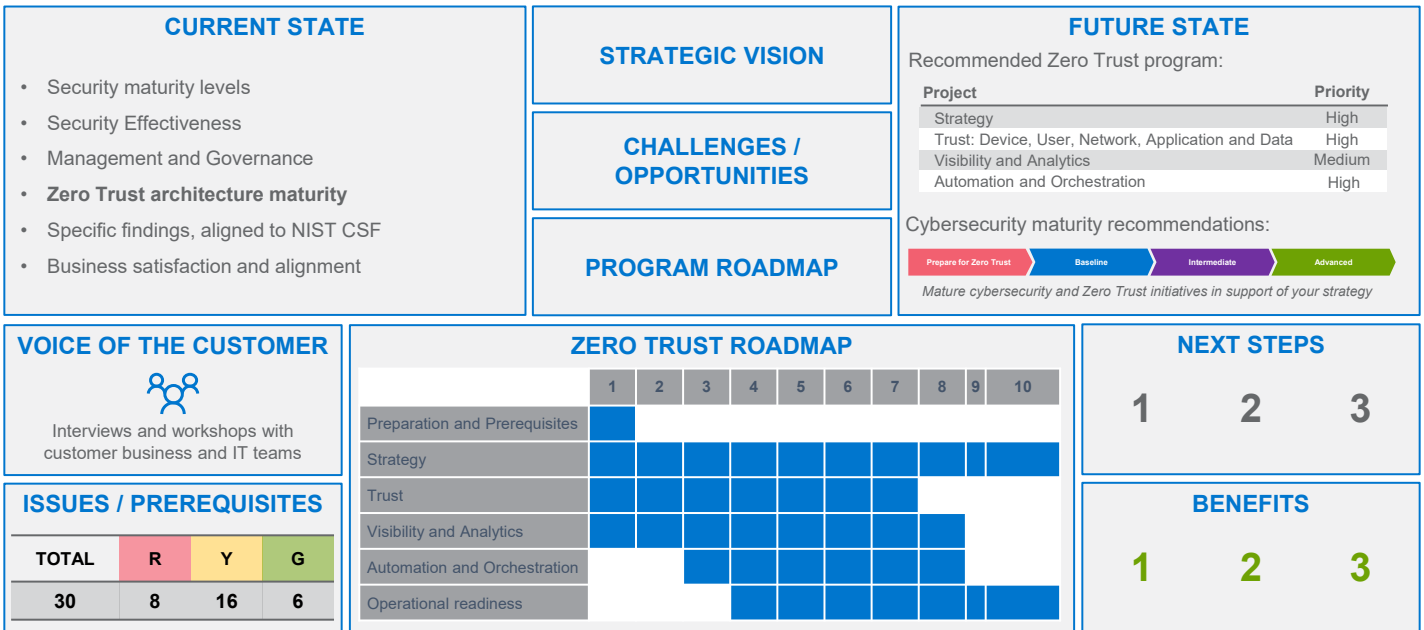 CURRENT STATE
• Security maturity levels
• Security Effectiveness
• Management and Governance
• Zero Trust architecture maturity
• Specific findings, aligned to NIST CSF
• Business satisfaction and alignment
STRATEGIC VISION
CHALLENGES /
OPPORTUNITIES
PROGRAM ROADMAP
FUTURE STATE
Recommended Zero Trust program:
Project Priority
Strategy High
Trust: Device, User, Network, Application and Data High
Visibility and Analytics Medium
Automation and Orchestration High
Cybersecurity maturity recommendations:
Prepare for Zero Trust Baseline Intermediate Advanced
Mature cybersecurity and Zero Trust initiatives in support of your strategy
VOICE OF THE CUSTOMER
Interviews and workshops with
customer business and IT teams
ISSUES / PREREQUISITES
TOTAL R Y G
30 8 16 6
ZERO TRUST ROADMAP
1 2 3 4 5 6 7 8 9 10
Preparation and Prerequisites
Strategy
Trust
Visibility and Analytics
Automation and Orchestration
Operational readiness
NEXT STEPS
1 2 3
BENEFITS
1 2 3